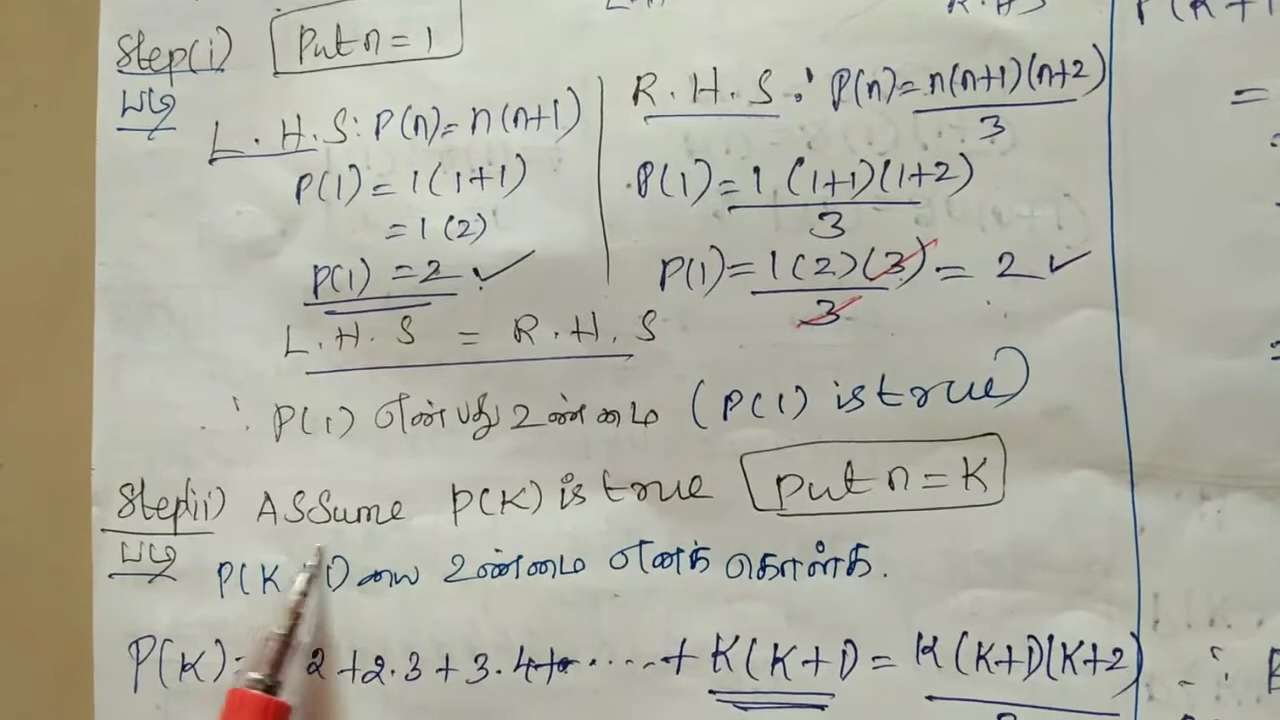 Step(i) Put n = 1
படி
L.H.S: P(n) = n(n+1)
P(1) = 1(1+1)
= 1(2)
P(1) = 2 ✓
R.H.S: P(n) = n(n+1)(n+2)/3
P(1) = 1(1+1)(1+2)/3
P(1) = 1(2)(3)/3 = 2 ✓
L.H.S = R.H.S
∴ P(1) என்பது உண்மை (P(1) is true)
Step(ii) Assume P(K) is true Put n = K
படி
P(K யை உண்மை எனக் கொள்க.
P(K) = 2 + 2.3 + 3.4 + ..... + K(K+1) = K(K+1)(K+2)